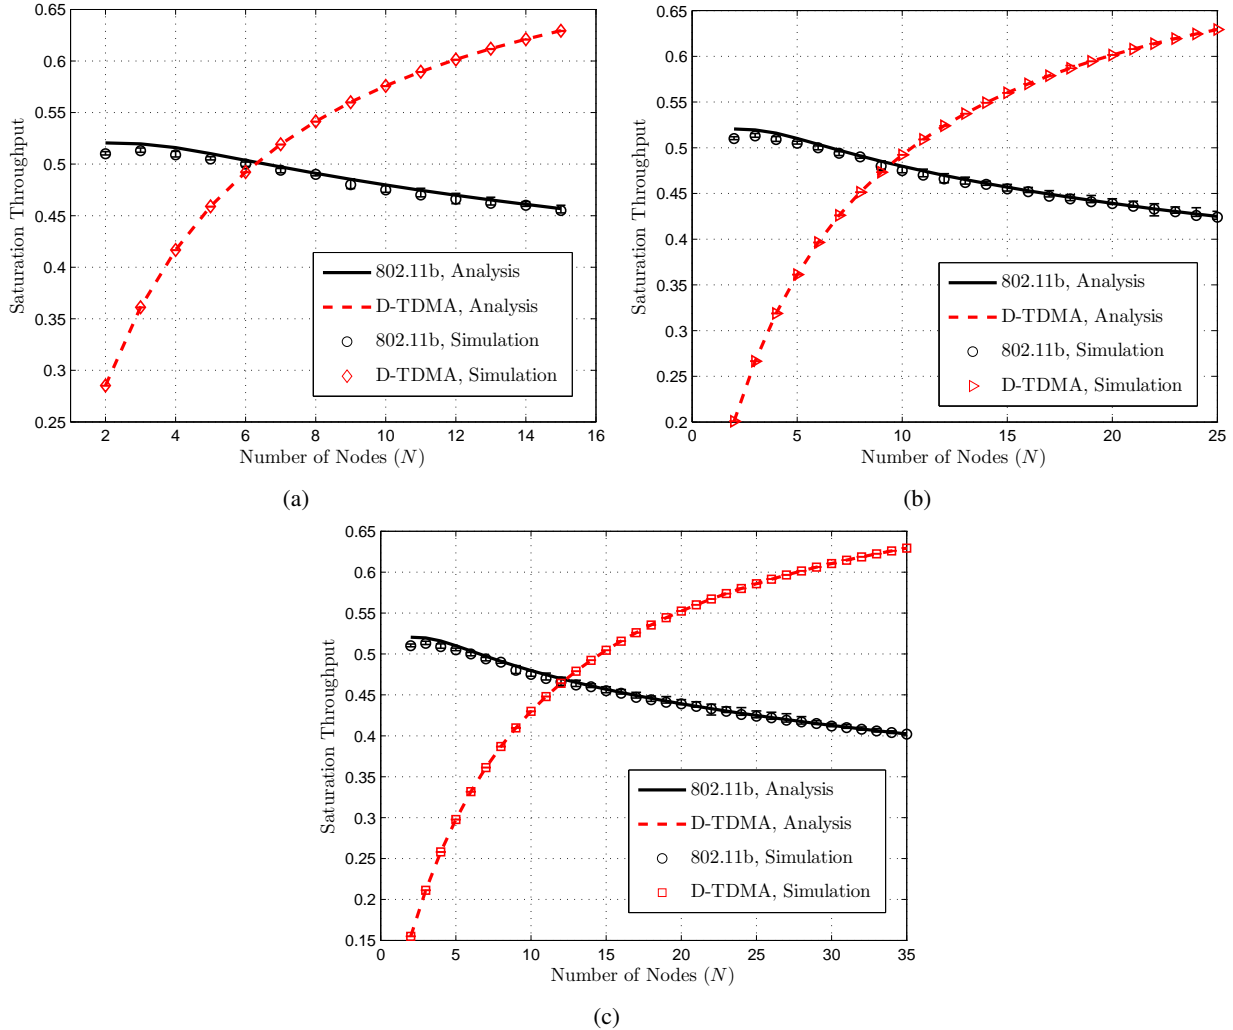 0.65
0.6
0.55
0.5
0.45
0.4
0.35
0.3
0.25
Saturation Throughput
802.11b, Analysis
D-TDMA, Analysis
802.11b, Simulation
D-TDMA, Simulation
2 4 6 8 10 12 14 16
Number of Nodes (N)
(a)
0.65
0.6
0.55
0.5
0.45
0.4
0.35
0.3
0.25
0.2
Saturation Throughput
802.11b, Analysis
D-TDMA, Analysis
802.11b, Simulation
D-TDMA, Simulation
0 5 10 15 20 25
Number of Nodes (N)
(b)
0.65
0.6
0.55
0.5
0.45
0.4
0.35
0.3
0.25
0.2
0.15
Saturation Throughput
802.11b, Analysis
D-TDMA, Analysis
802.11b, Simulation
D-TDMA, Simulation
0 5 10 15 20 25 30 35
Number of Nodes (N)
(c)